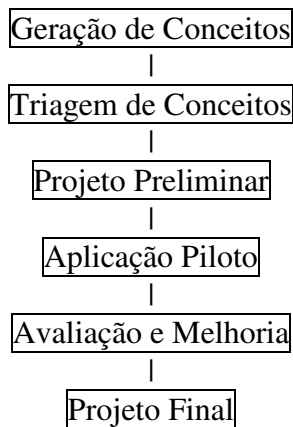 Geração de Conceitos
Triagem de Conceitos
Projeto Preliminar
Aplicação Piloto
Avaliação e Melhoria
Projeto Final